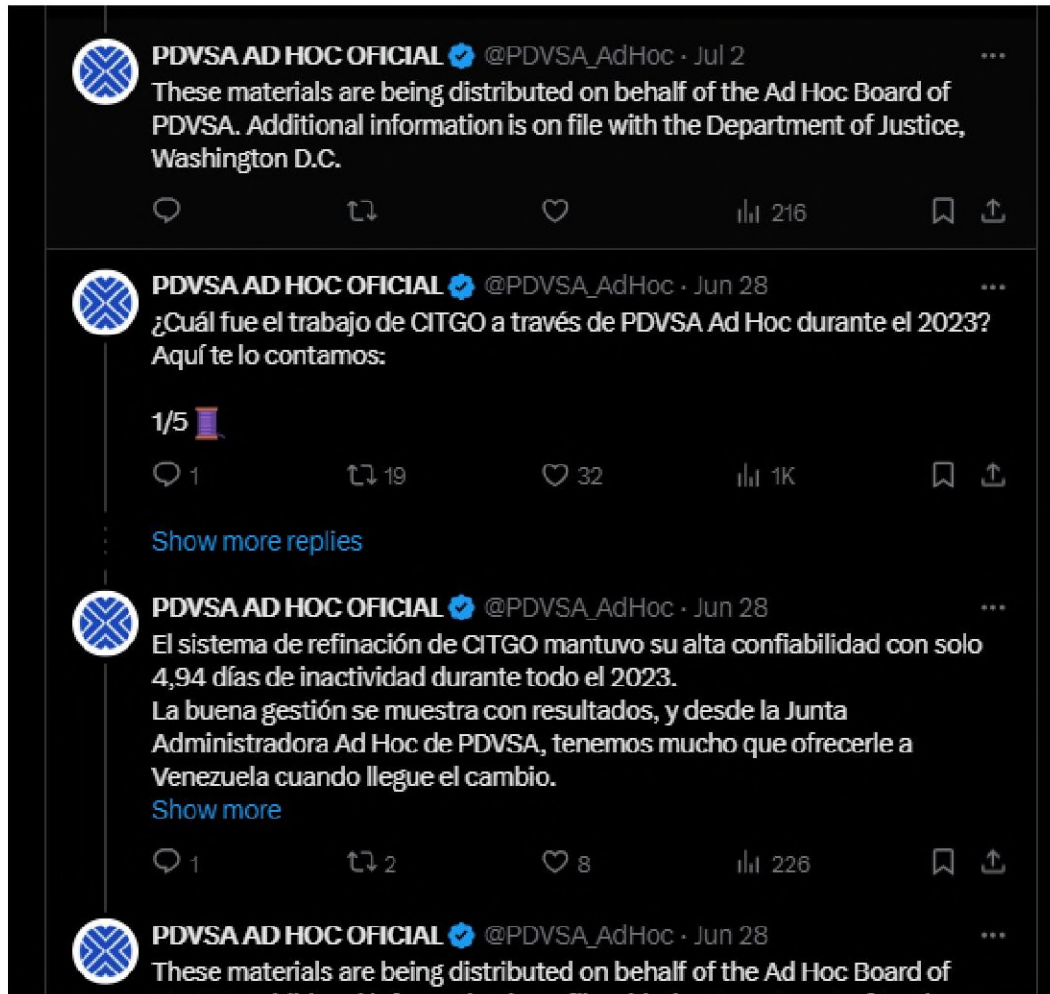 PDVSA AD HOC OFICIAL @PDVSA_AdHoc · Jul 2
These materials are being distributed on behalf of the Ad Hoc Board of
PDVSA. Additional information is on file with the Department of Justice,
Washington D.C.
216
PDVSA AD HOC OFICIAL @PDVSA_AdHoc · Jun 28
¿Cuál fue el trabajo de CITGO a través de PDVSA Ad Hoc durante el 2023?
Aquí te lo contamos:
1/5
1 19 32 1K
Show more replies
PDVSA AD HOC OFICIAL @PDVSA_AdHoc · Jun 28
El sistema de refinación de CITGO mantuvo su alta confiabilidad con solo
4,94 días de inactividad durante todo el 2023.
La buena gestión se muestra con resultados, y desde la Junta
Administradora Ad Hoc de PDVSA, tenemos mucho que ofrecerle a
Venezuela cuando llegue el cambio.
Show more
1 2 8 226
PDVSA AD HOC OFICIAL @PDVSA_AdHoc · Jun 28
These materials are being distributed on behalf of the Ad Hoc Board of